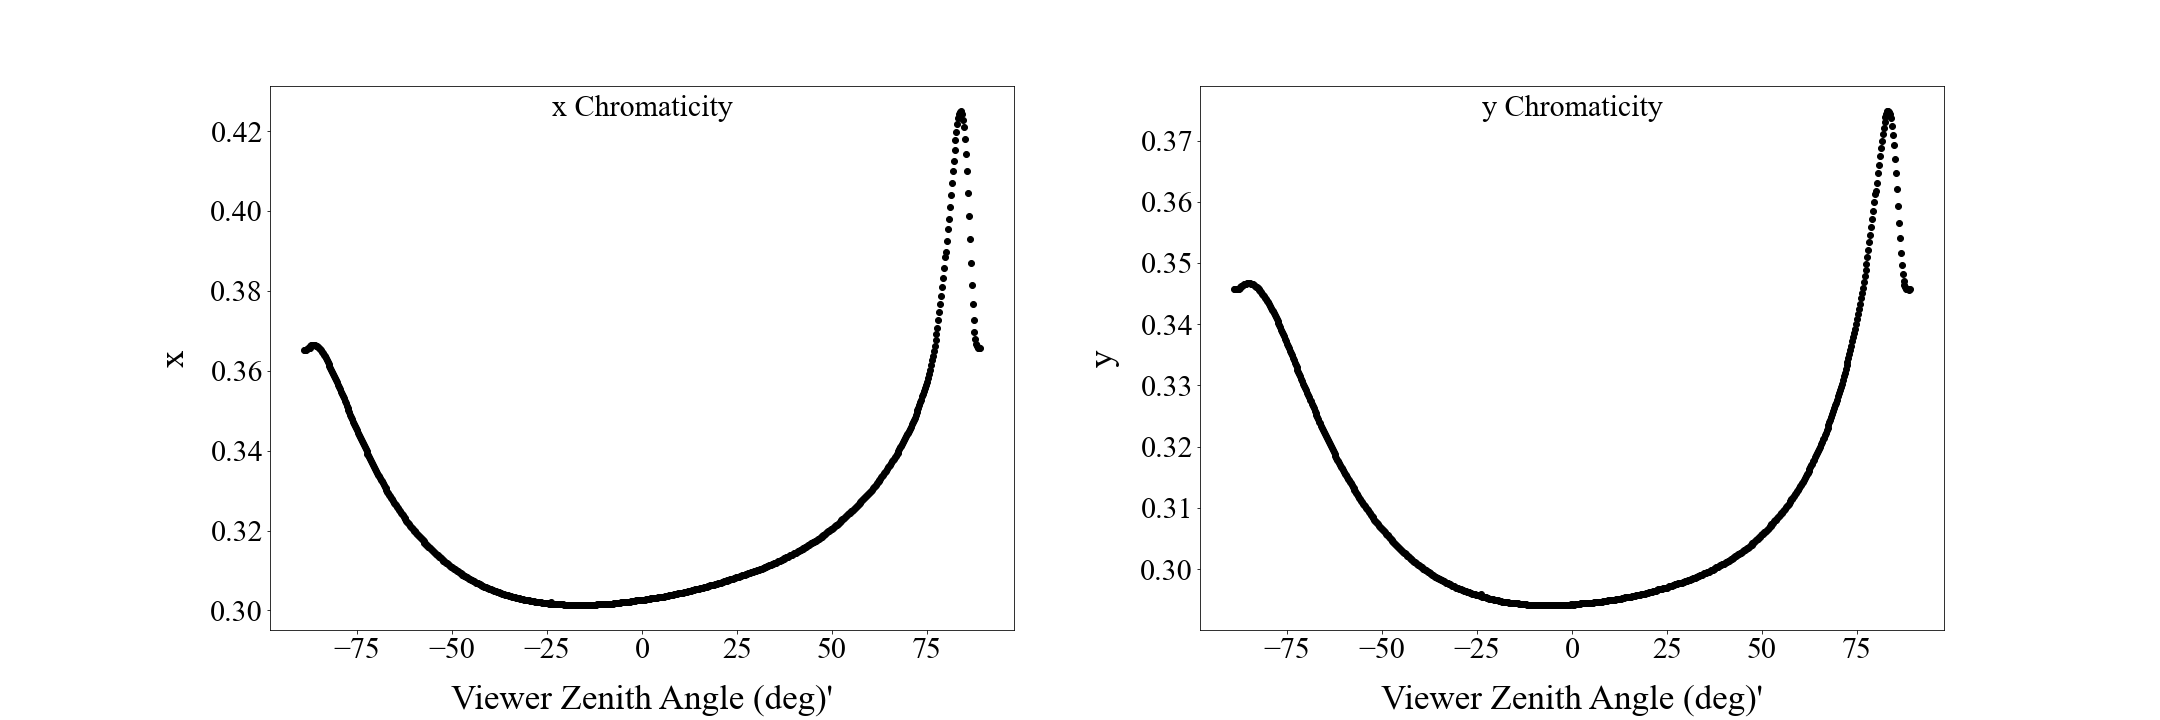 x Chromaticity
x
0.42
0.40
0.38
0.36
0.34
0.32
0.30
−75 −50 −25 0 25 50 75
Viewer Zenith Angle (deg)'
y Chromaticity
y
0.37
0.36
0.35
0.34
0.33
0.32
0.31
0.30
−75 −50 −25 0 25 50 75
Viewer Zenith Angle (deg)'